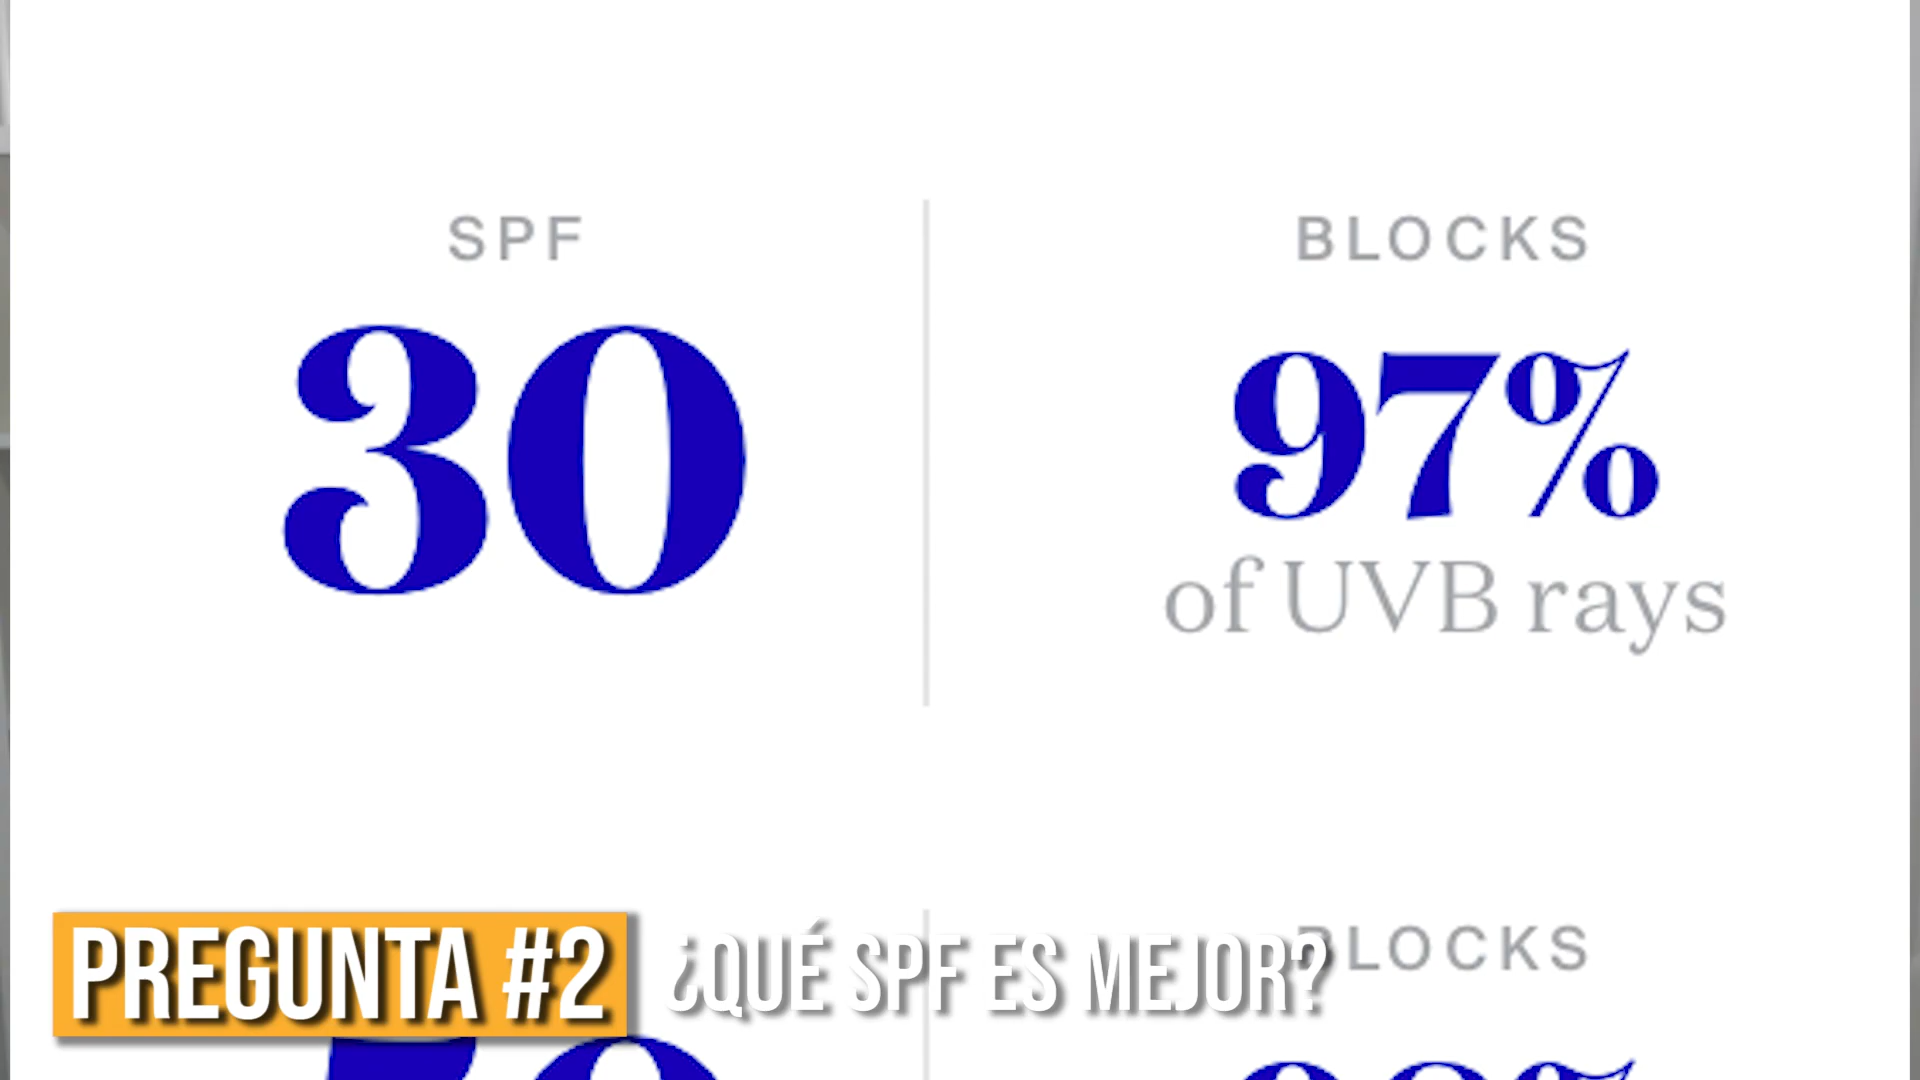 SPF
BLOCKS
30
97%
of UVB rays
BLOCKS
PREGUNTA #2
¿QUÉ SPF ES MEJOR?